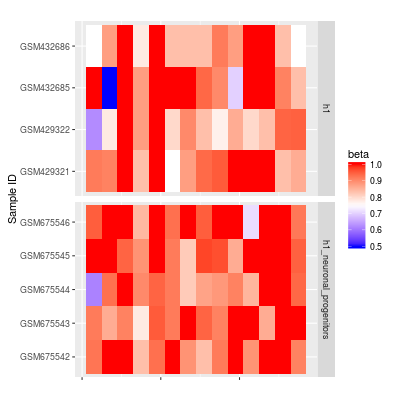 GSM432686
GSM432685
GSM429322
GSM429321
h1
GSM675546
GSM675545
GSM675544
GSM675543
GSM675542
h1_neuronal_progenitors
Sample ID
beta
1.0
0.9
0.8
0.7
0.6
0.5